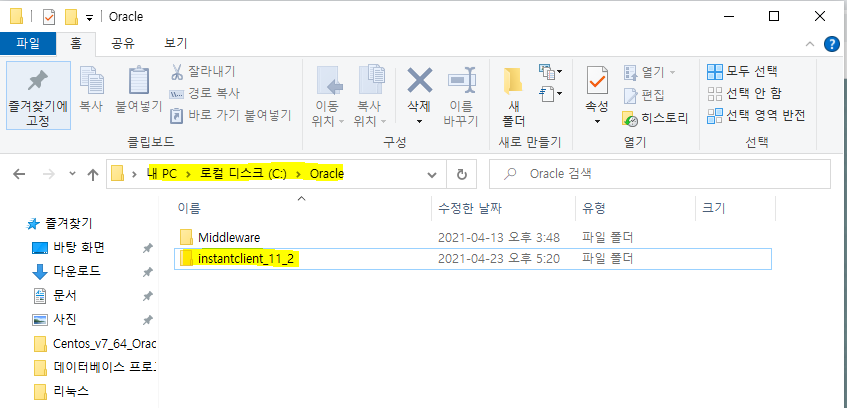 Oracle
파일 홈 공유 보기
즐겨찾기에 고정
복사
붙여넣기
잘라내기
경로 복사
바로 가기 붙여넣기
클립보드
이동 위치
복사 위치
삭제
이름 바꾸기
구성
새 폴더
새로 만들기
속성
열기
편집
히스토리
열기
모두 선택
선택 안 함
선택 영역 반전
선택
내 PC > 로컬 디스크 (C:) > Oracle
Oracle 검색
즐겨찾기
바탕 화면
다운로드
문서
사진
Centos_v7_64_Orac
데이터베이스 프로그
리눅스
이름 수정한 날짜 유형 크기
Middleware 2021-04-13 오후 3:48 파일 폴더
instantclient_11_2 2021-04-23 오후 5:20 파일 폴더